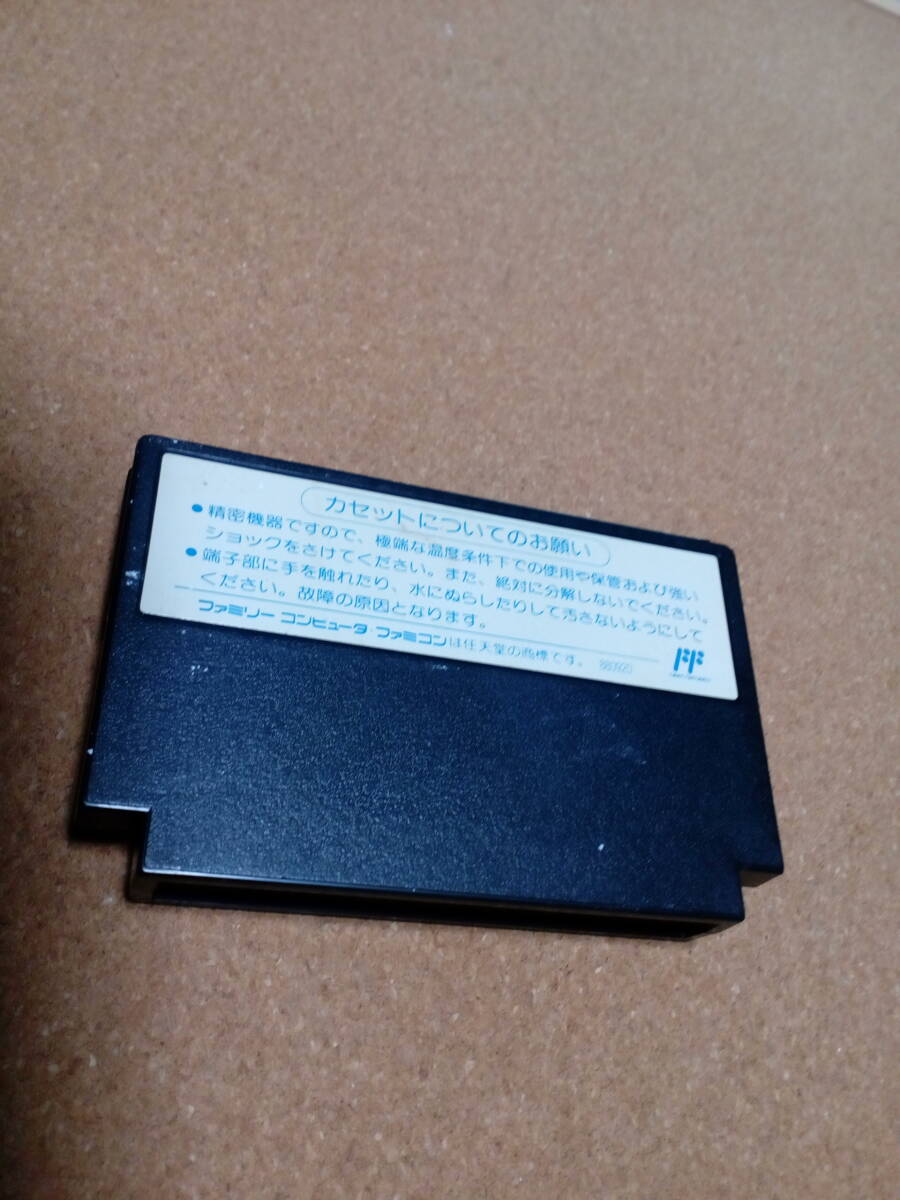 カセットについてのお願い
●精密機器ですので、極端な温度条件下での使用や保管および強い
ショックをさけてください。また、絶対に分解しないでください。
●端子部に手を触れたり、水にぬらしたりして汚さないようにして
ください。故障の原因となります。
ファミリー コンピュータ・ファミコンは任天堂の商標です。